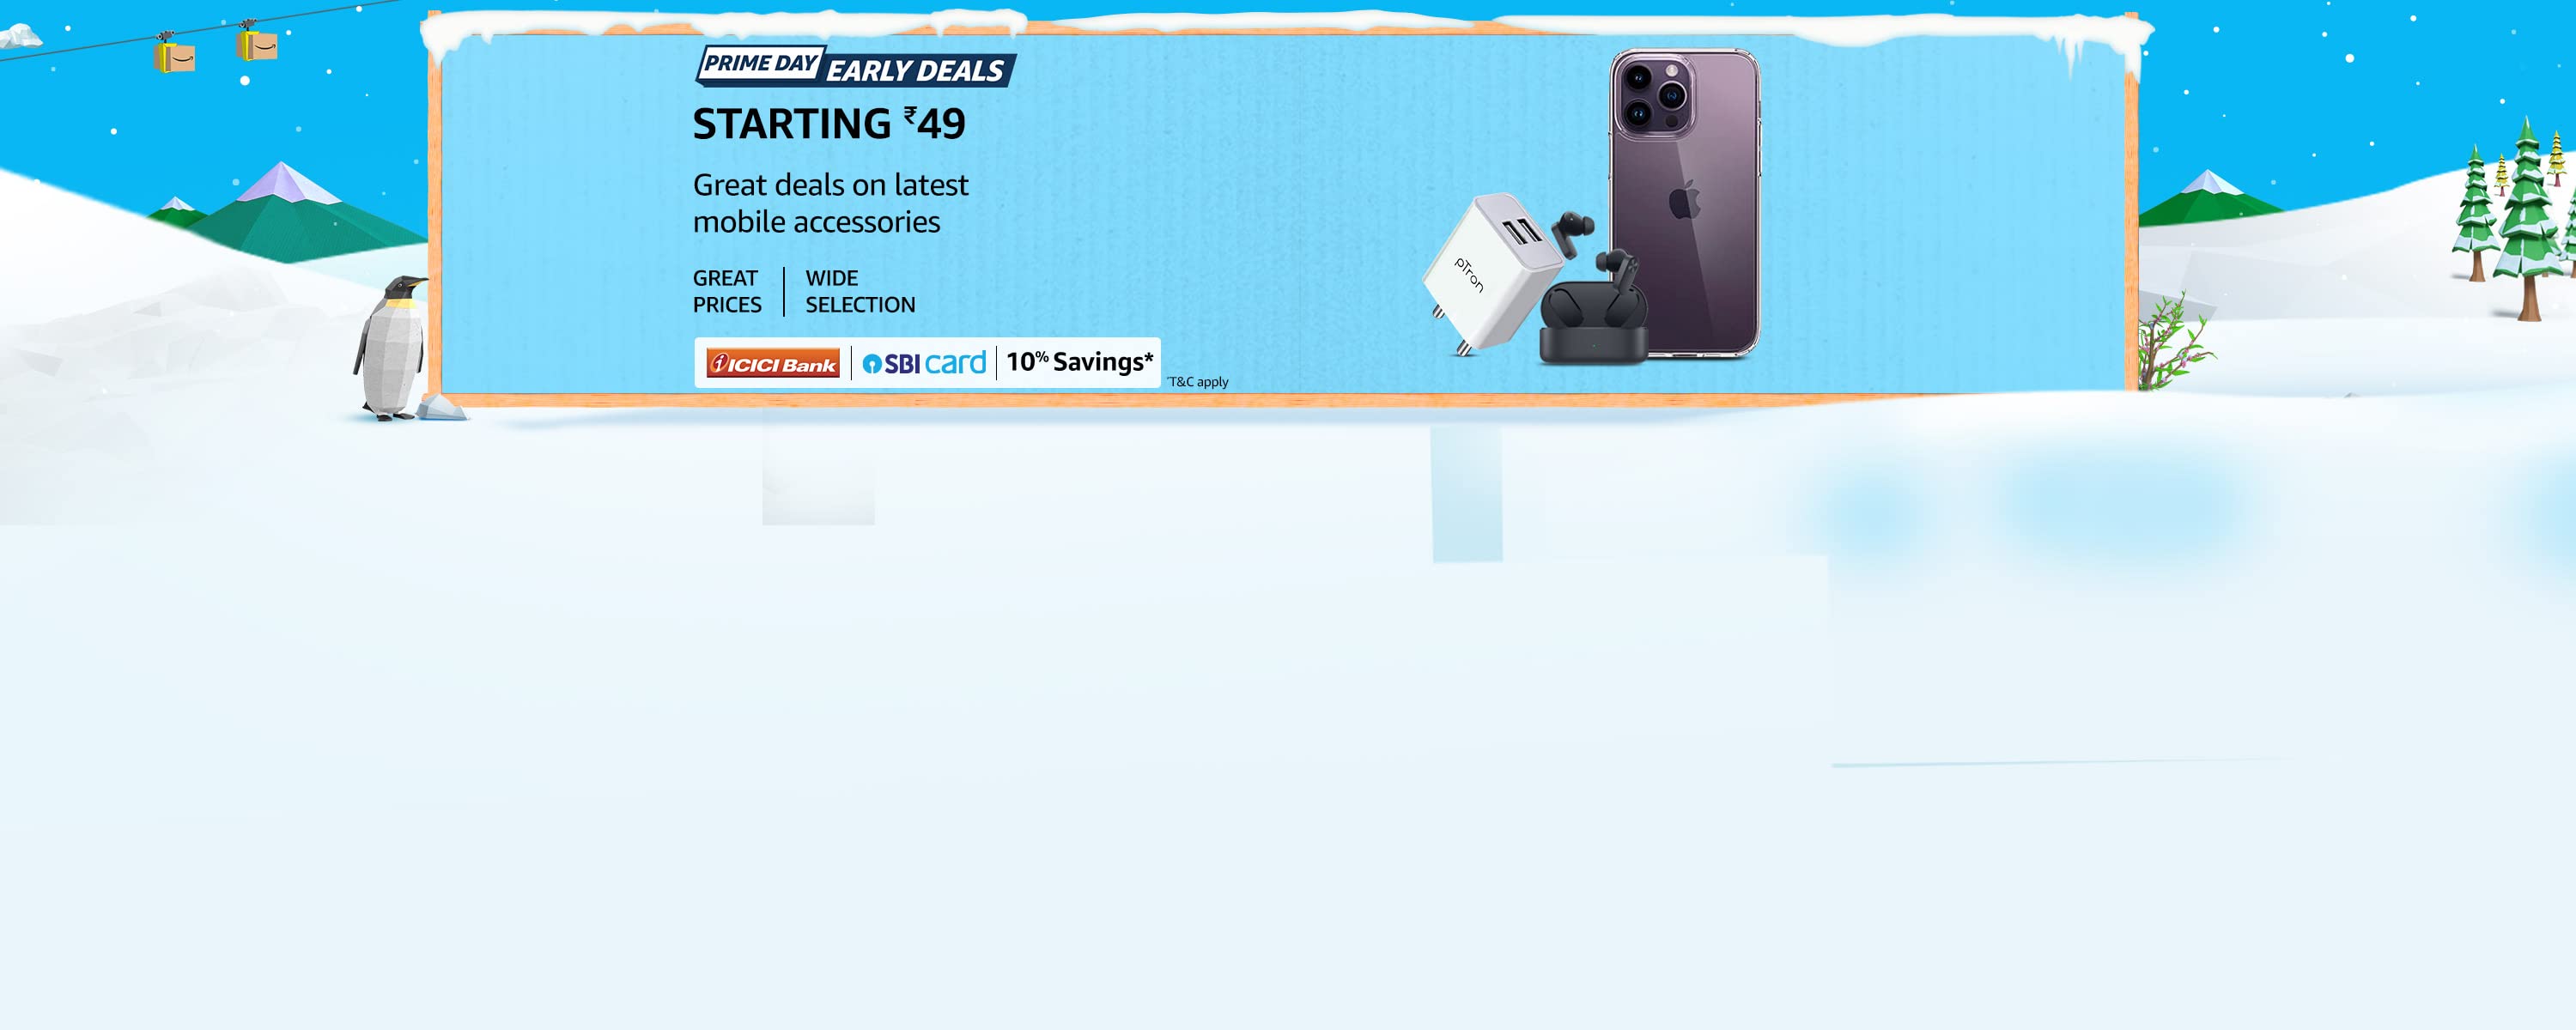 PRIME DAY EARLY DEALS
STARTING ₹49
Great deals on latest
mobile accessories
GREAT
PRICES
WIDE
SELECTION
ICICI Bank
SBI card
10% Savings*
*T&C apply
pTron